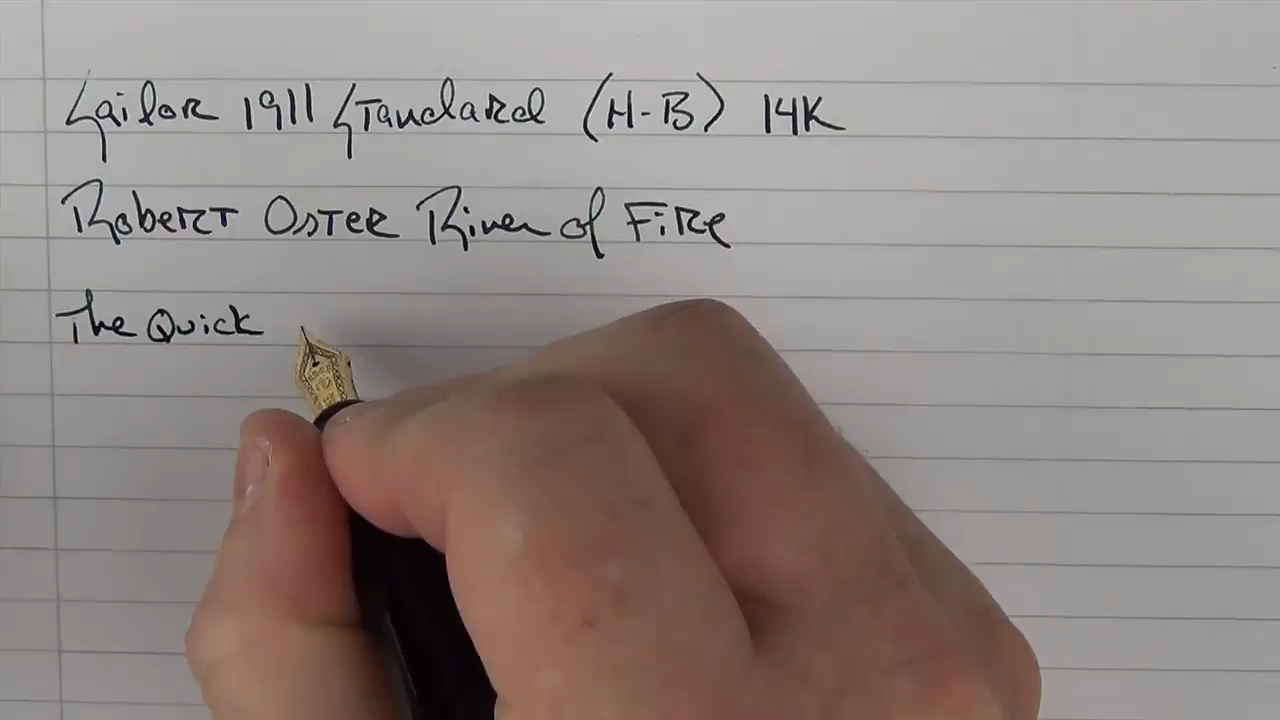 Sailor 1911 Standard (H-B) 14K
Robert Oster River of Fire
The Quick